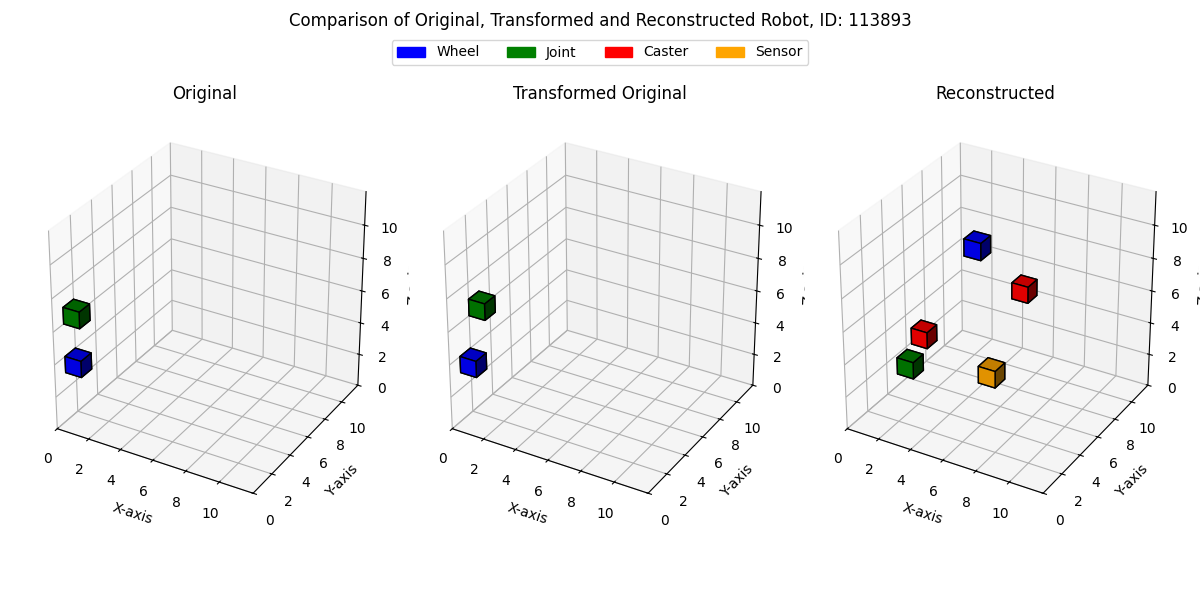 Comparison of Original, Transformed and Reconstructed Robot, ID: 113893
Wheel Joint Caster Sensor
Original
Transformed Original
Reconstructed
0 2 4 6 8 10
X-axis
0 2 4 6 8 10
Y-axis
0 2 4 6 8 10
0 2 4 6 8 10
X-axis
0 2 4 6 8 10
Y-axis
0 2 4 6 8 10
0 2 4 6 8 10
X-axis
0 2 4 6 8 10
Y-axis
0 2 4 6 8 10